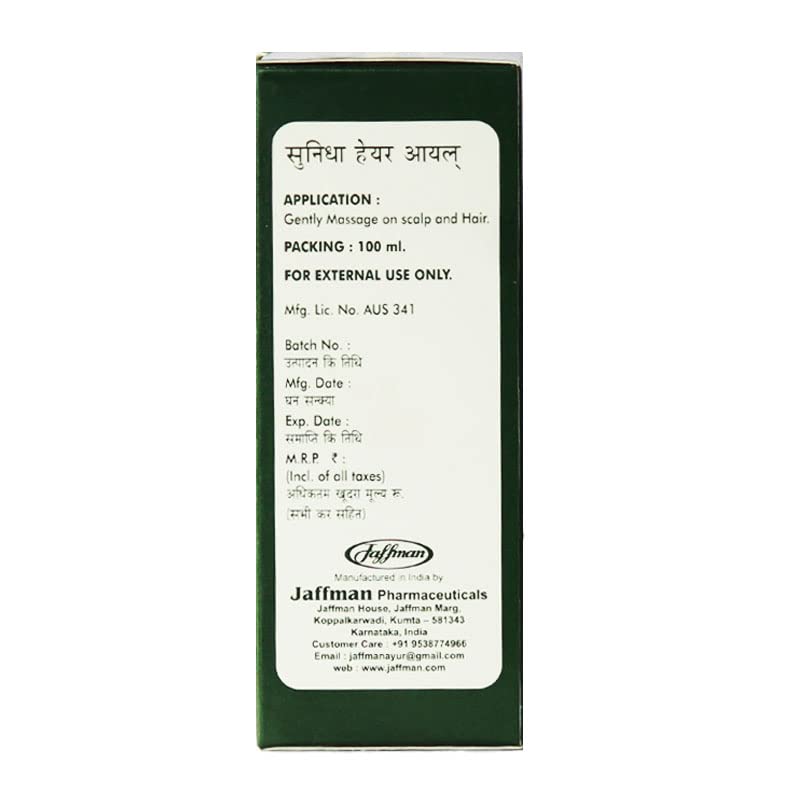 सुनिधा हेयर आयल्
APPLICATION :
Gently Massage on scalp and Hair.
PACKING : 100 ml.
FOR EXTERNAL USE ONLY.
Mfg. Lic. No. AUS 341
Batch No. :
उत्पादन कि तिथि
Mfg. Date :
घन सन्क्या
Exp. Date :
समाप्ति कि तिथि
M.R.P. ₹ :
(Incl. of all taxes)
अधिकतम खूदरा मूल्य रू.
(सभी कर सहित)
Jaffman
Manufactured in India by
Jaffman Pharmaceuticals
Jaffman House, Jaffman Marg,
Koppalkarwadi, Kumta – 581343
Karnataka, India
Customer Care : +91 9538774966
Email : jaffmanayur@gmail.com
web : www.jaffman.com